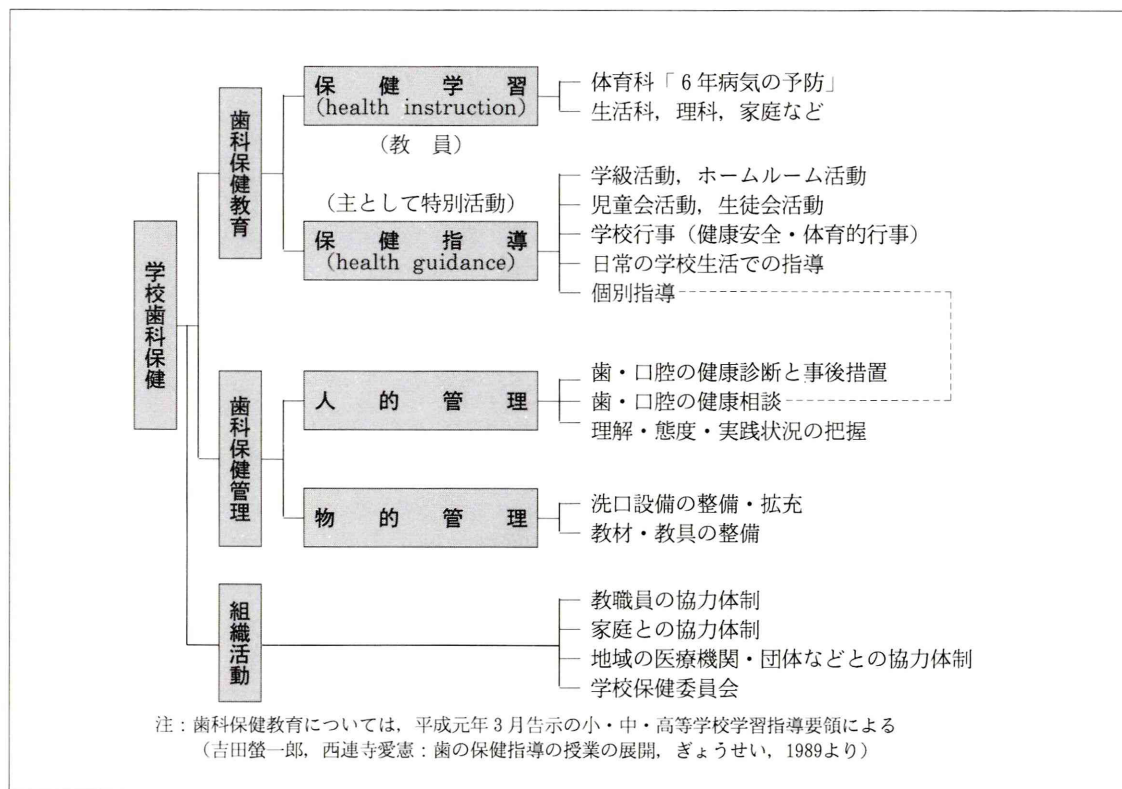 学校歯科保健
歯科保健教育
保健学習
(health instruction)
(教員)
体育科「6年病気の予防」
生活科，理科，家庭など
(主として特別活動)
保健指導
(health guidance)
学級活動，ホームルーム活動
児童会活動，生徒会活動
学校行事（健康安全・体育的行事）
日常の学校生活での指導
個別指導
歯科保健管理
人的管理
歯・口腔の健康診断と事後措置
歯・口腔の健康相談
理解・態度・実践状況の把握
物的管理
洗口設備の整備・拡充
教材・教具の整備
組織活動
教職員の協力体制
家庭との協力体制
地域の医療機関・団体などとの協力体制
学校保健委員会
注：歯科保健教育については，平成元年3月告示の小・中・高等学校学習指導要領による
（吉田螢一郎，西連寺愛憲：歯の保健指導の授業の展開，ぎょうせい，1989より）